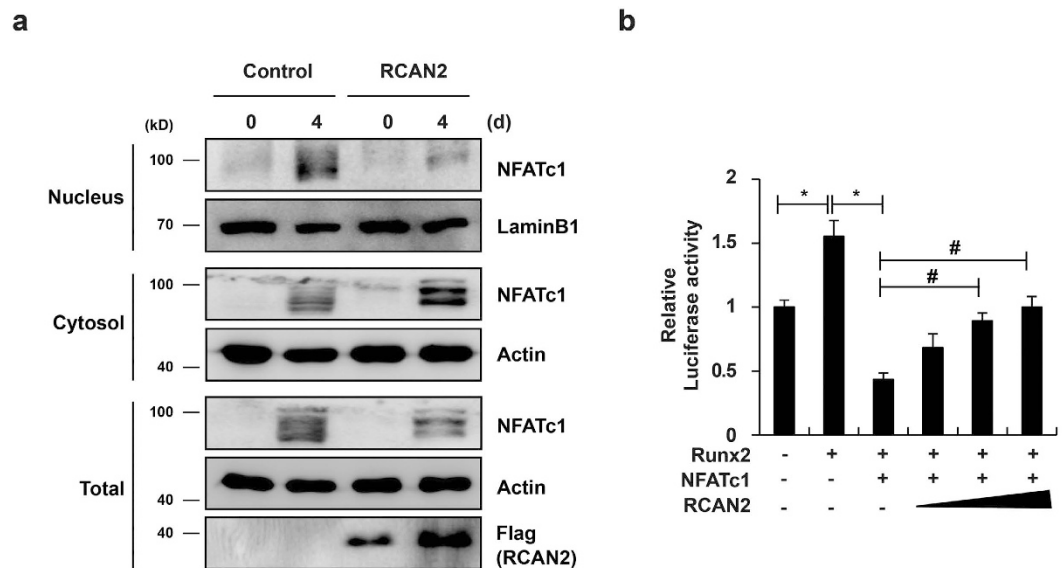 a
Control RCAN2
(kD) 0 4 0 4 (d)
Nucleus
100 NFATc1
70 LaminB1
Cytosol
100 NFATc1
40 Actin
Total
100 NFATc1
40 Actin
40 Flag
(RCAN2)
b
Relative
Luciferase activity
2
1.5
1
0.5
0
* *
#
#
Runx2 - + + + + +
NFATc1 - - + + + +
RCAN2 - - -